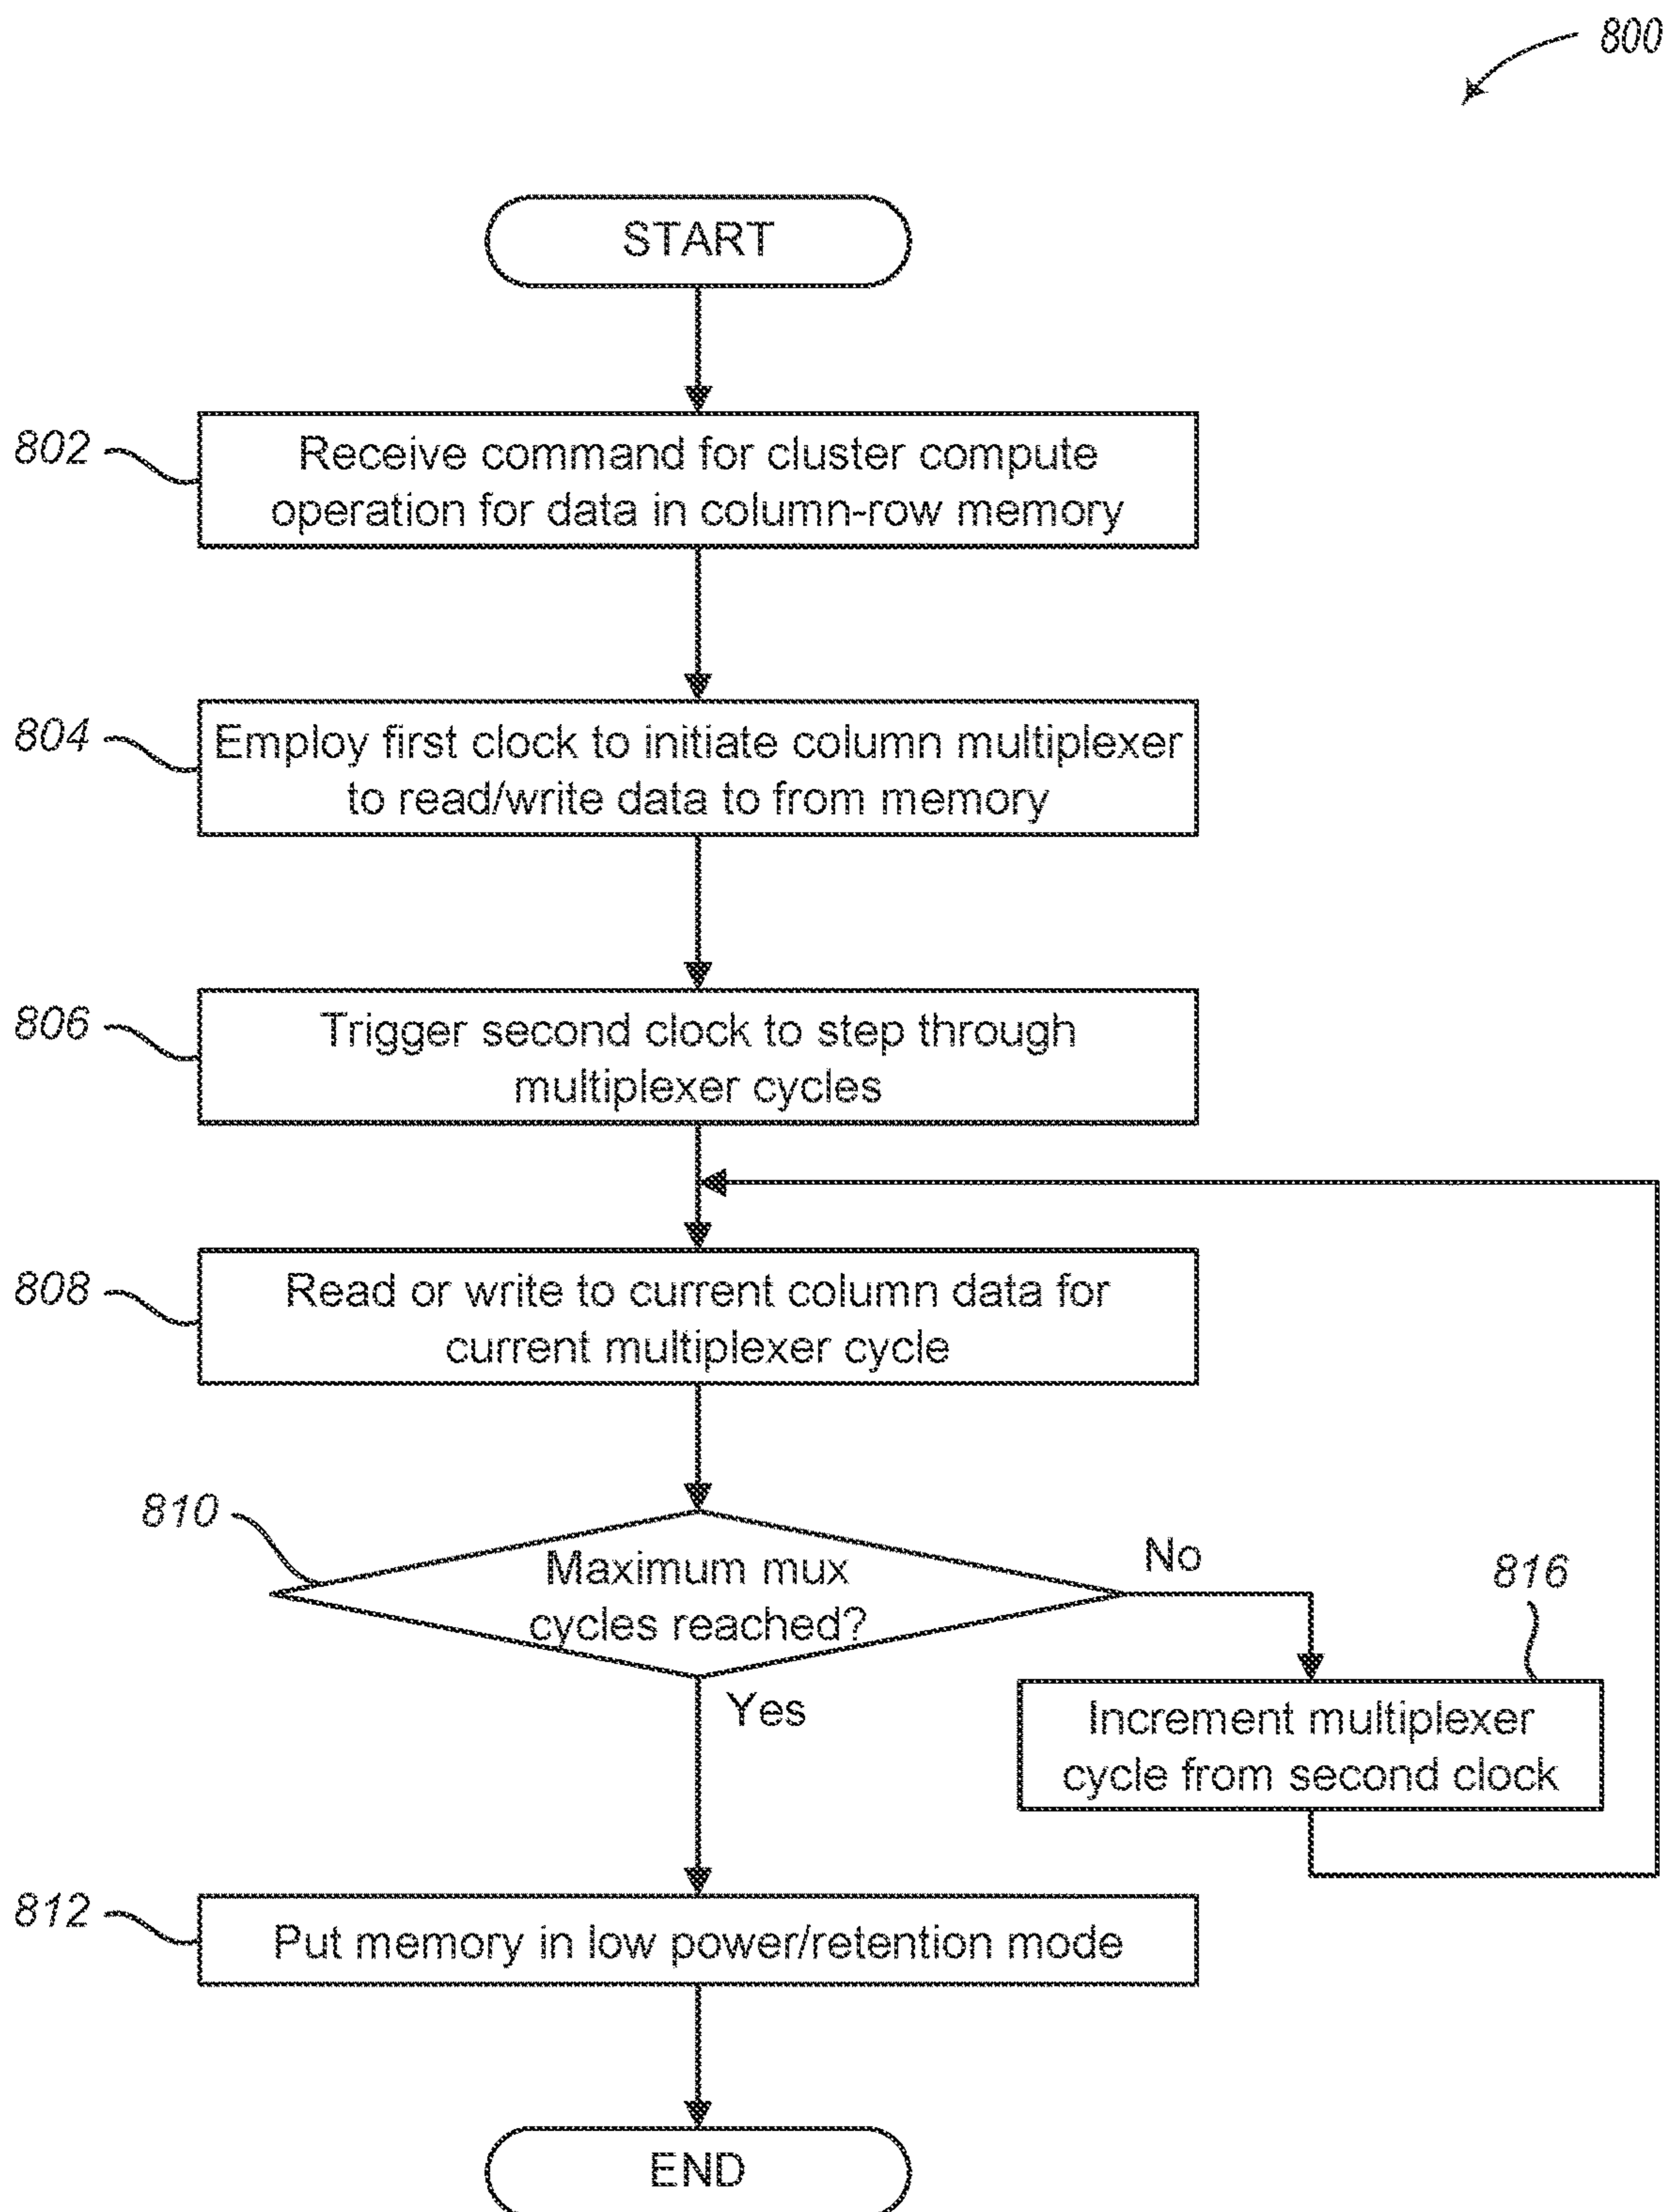 800
START
802
Receive command for cluster compute
operation for data in column-row memory
804
Employ first clock to initiate column multiplexer
to read/write data to from memory
806
Trigger second clock to step through
multiplexer cycles
808
Read or write to current column data for
current multiplexer cycle
810
Maximum mux
cycles reached?
No
816
Increment multiplexer
cycle from second clock
Yes
812
Put memory in low power/retention mode
END